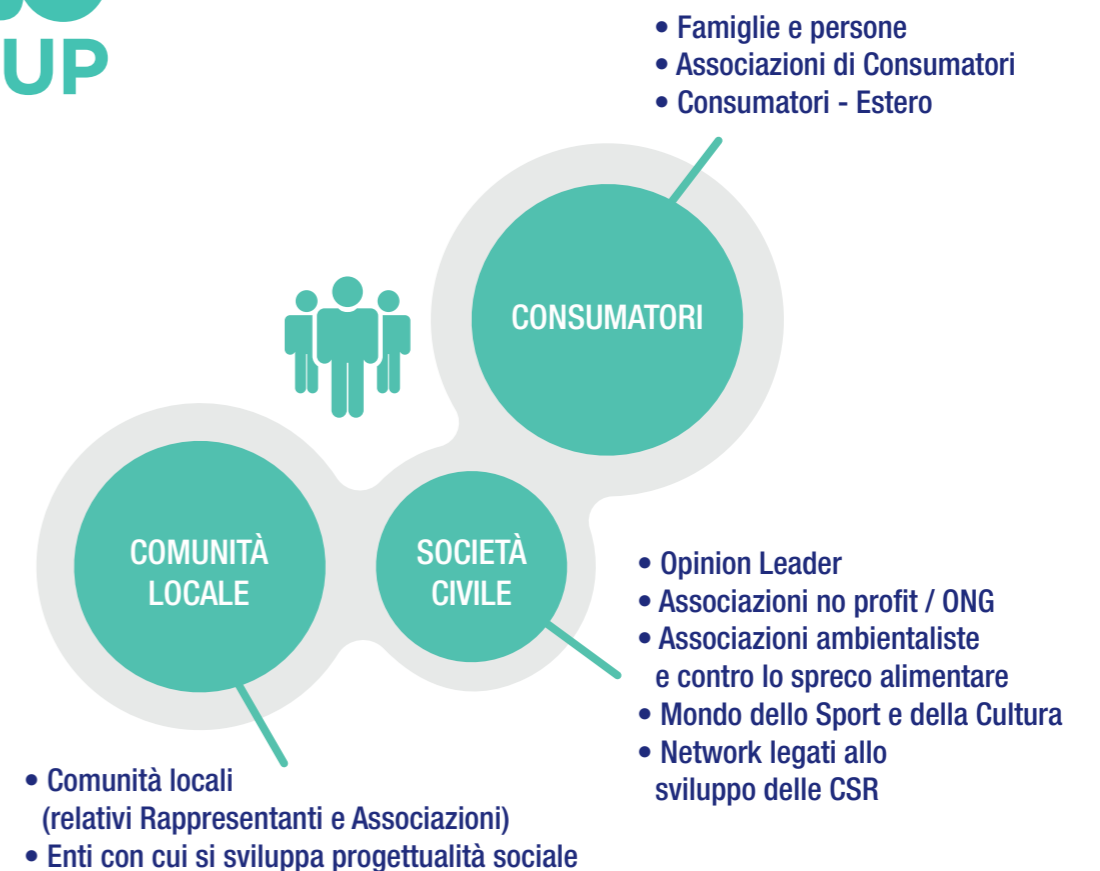 UP
• Famiglie e persone
• Associazioni di Consumatori
• Consumatori - Estero
CONSUMATORI
COMUNITÀ
LOCALE
SOCIETÀ
CIVILE
• Opinion Leader
• Associazioni no profit / ONG
• Associazioni ambientaliste
e contro lo spreco alimentare
• Mondo dello Sport e della Cultura
• Network legati allo
sviluppo delle CSR
• Comunità locali
(relativi Rappresentanti e Associazioni)
• Enti con cui si sviluppa progettualità sociale